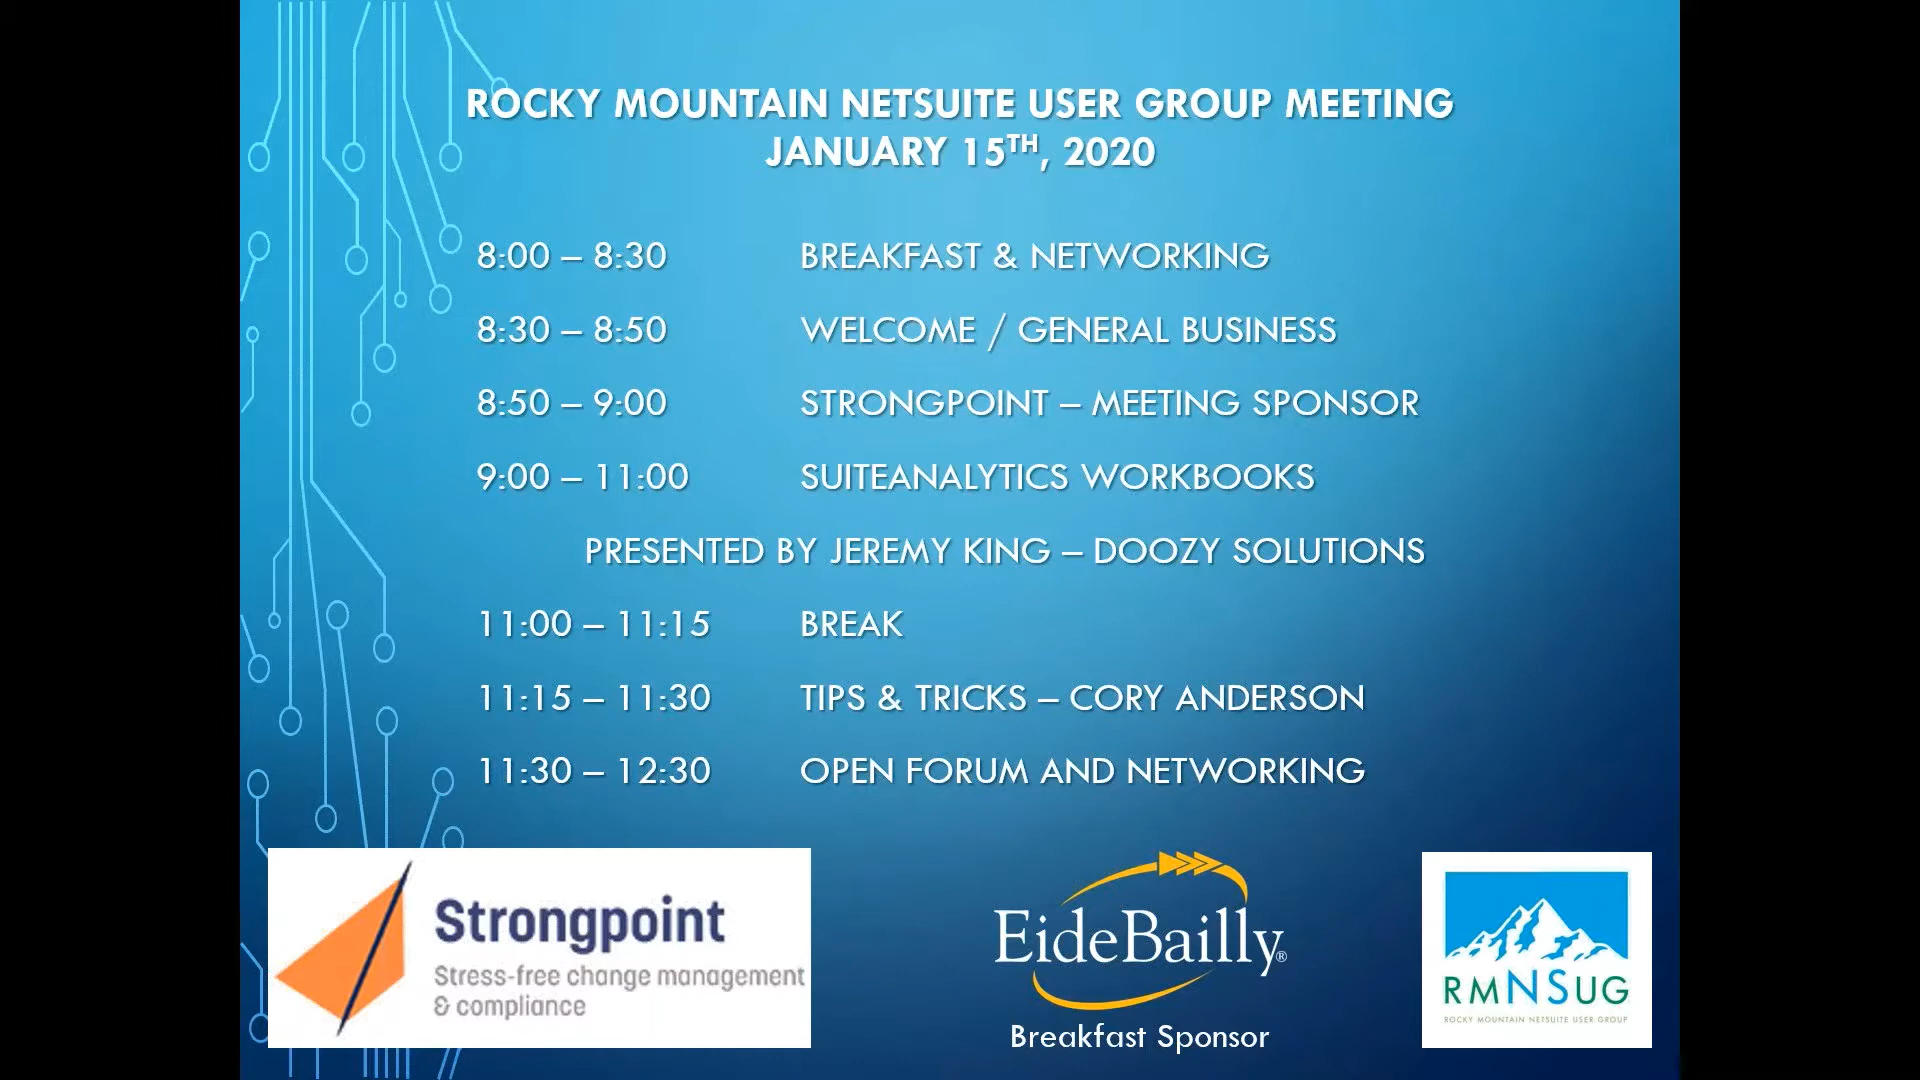 ROCKY MOUNTAIN NETSUITE USER GROUP MEETING
JANUARY 15TH, 2020
8:00 – 8:30 BREAKFAST & NETWORKING
8:30 – 8:50 WELCOME / GENERAL BUSINESS
8:50 – 9:00 STRONGPOINT – MEETING SPONSOR
9:00 – 11:00 SUITEANALYTICS WORKBOOKS
PRESENTED BY JEREMY KING – DOOZY SOLUTIONS
11:00 – 11:15 BREAK
11:15 – 11:30 TIPS & TRICKS – CORY ANDERSON
11:30 – 12:30 OPEN FORUM AND NETWORKING
Strongpoint
Stress-free change management
& compliance
EideBailly®
Breakfast Sponsor
RMNSUG
ROCKY MOUNTAIN NETSUITE USER GROUP